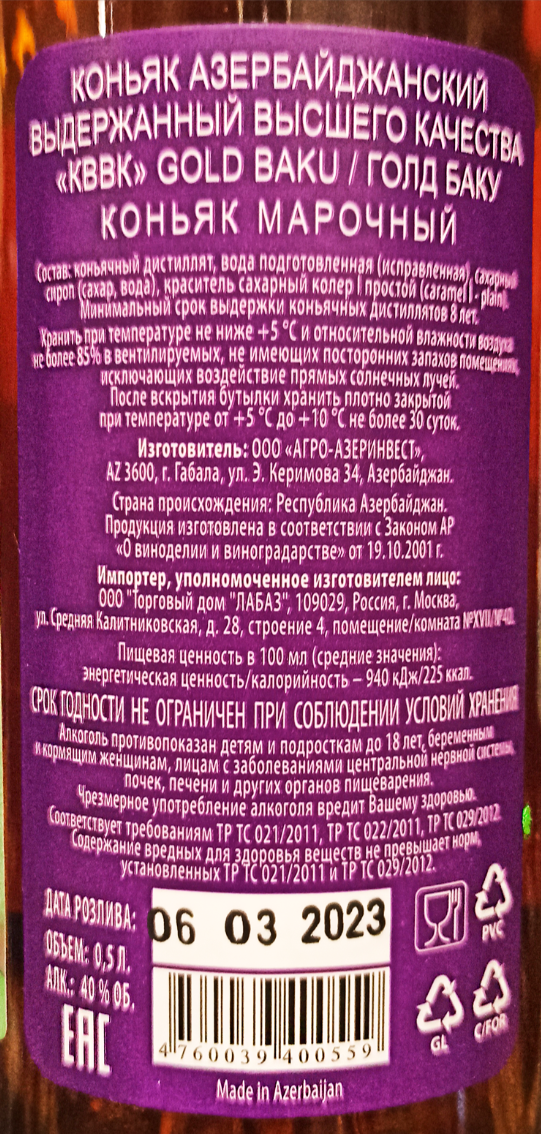 КОНЬЯК АЗЕРБАЙДЖАНСКИЙ
ВЫДЕРЖАННЫЙ ВЫСШЕГО КАЧЕСТВА
«КВВК» GOLD BAKU / ГОЛД БАКУ
КОНЬЯК МАРОЧНЫЙ
Состав: коньячный дистиллят, вода подготовленная (исправленная), сахарный
сироп (сахар, вода), краситель сахарный колер I простой (caramel I - plain).
Минимальный срок выдержки коньячных дистиллятов 8 лет.
Хранить при температуре не ниже +5 °С и относительной влажности воздуха
не более 85% в вентилируемых, не имеющих посторонних запахов помещениях,
исключающих воздействие прямых солнечных лучей.
После вскрытия бутылки хранить плотно закрытой
при температуре от +5 °С до +10 °С не более 30 суток.
Изготовитель: ООО «АГРО-АЗЕРИНВЕСТ»,
AZ 3600, г. Габала, ул. Э. Керимова 34, Азербайджан.
Страна происхождения: Республика Азербайджан.
Продукция изготовлена в соответствии с Законом АР
«О виноделии и виноградарстве» от 19.10.2001 г.
Импортер, уполномоченное изготовителем лицо:
ООО "Торговый дом "ЛАБАЗ", 109029, Россия, г. Москва,
ул. Средняя Калитниковская, д. 28, строение 4, помещение/комната №XVII/№40.
Пищевая ценность в 100 мл (средние значения):
энергетическая ценность/калорийность – 940 кДж/225 ккал.
СРОК ГОДНОСТИ НЕ ОГРАНИЧЕН ПРИ СОБЛЮДЕНИИ УСЛОВИЙ ХРАНЕНИЯ
Алкоголь противопоказан детям и подросткам до 18 лет, беременным
и кормящим женщинам, лицам с заболеваниями центральной нервной системы,
почек, печени и других органов пищеварения.
Чрезмерное употребление алкоголя вредит Вашему здоровью.
Соответствует требованиям ТР ТС 021/2011, ТР ТС 022/2011, ТР ТС 029/2012.
Содержание вредных для здоровья веществ не превышает норм,
установленных ТР ТС 021/2011 и ТР ТС 029/2012.
ДАТА РОЗЛИВА: 06 03 2023
ОБЪЕМ: 0,5 Л.
АЛК.: 40 % ОБ.
PVC
GL
C/FOR
EAC
4 760039 400559
Made in Azerbaijan